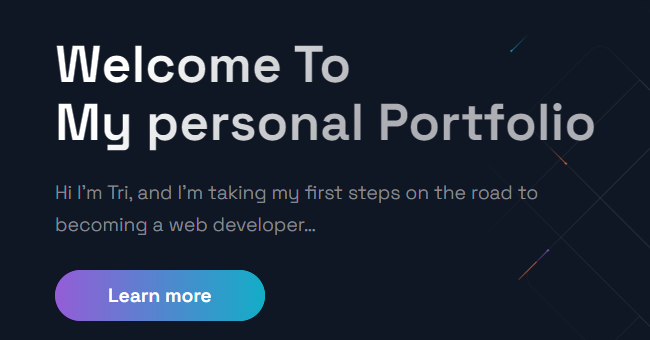 Welcome To
My personal Portfolio
Hi I'm Tri, and I'm taking my first steps on the road to
becoming a web developer...
Learn more